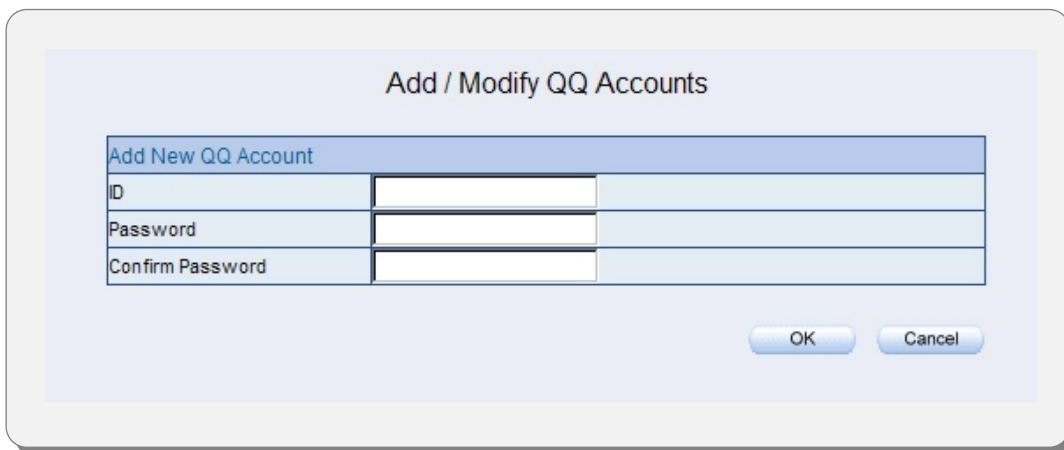 Add / Modify QQ Accounts
Add New QQ Account
ID
Password
Confirm Password
OK Cancel